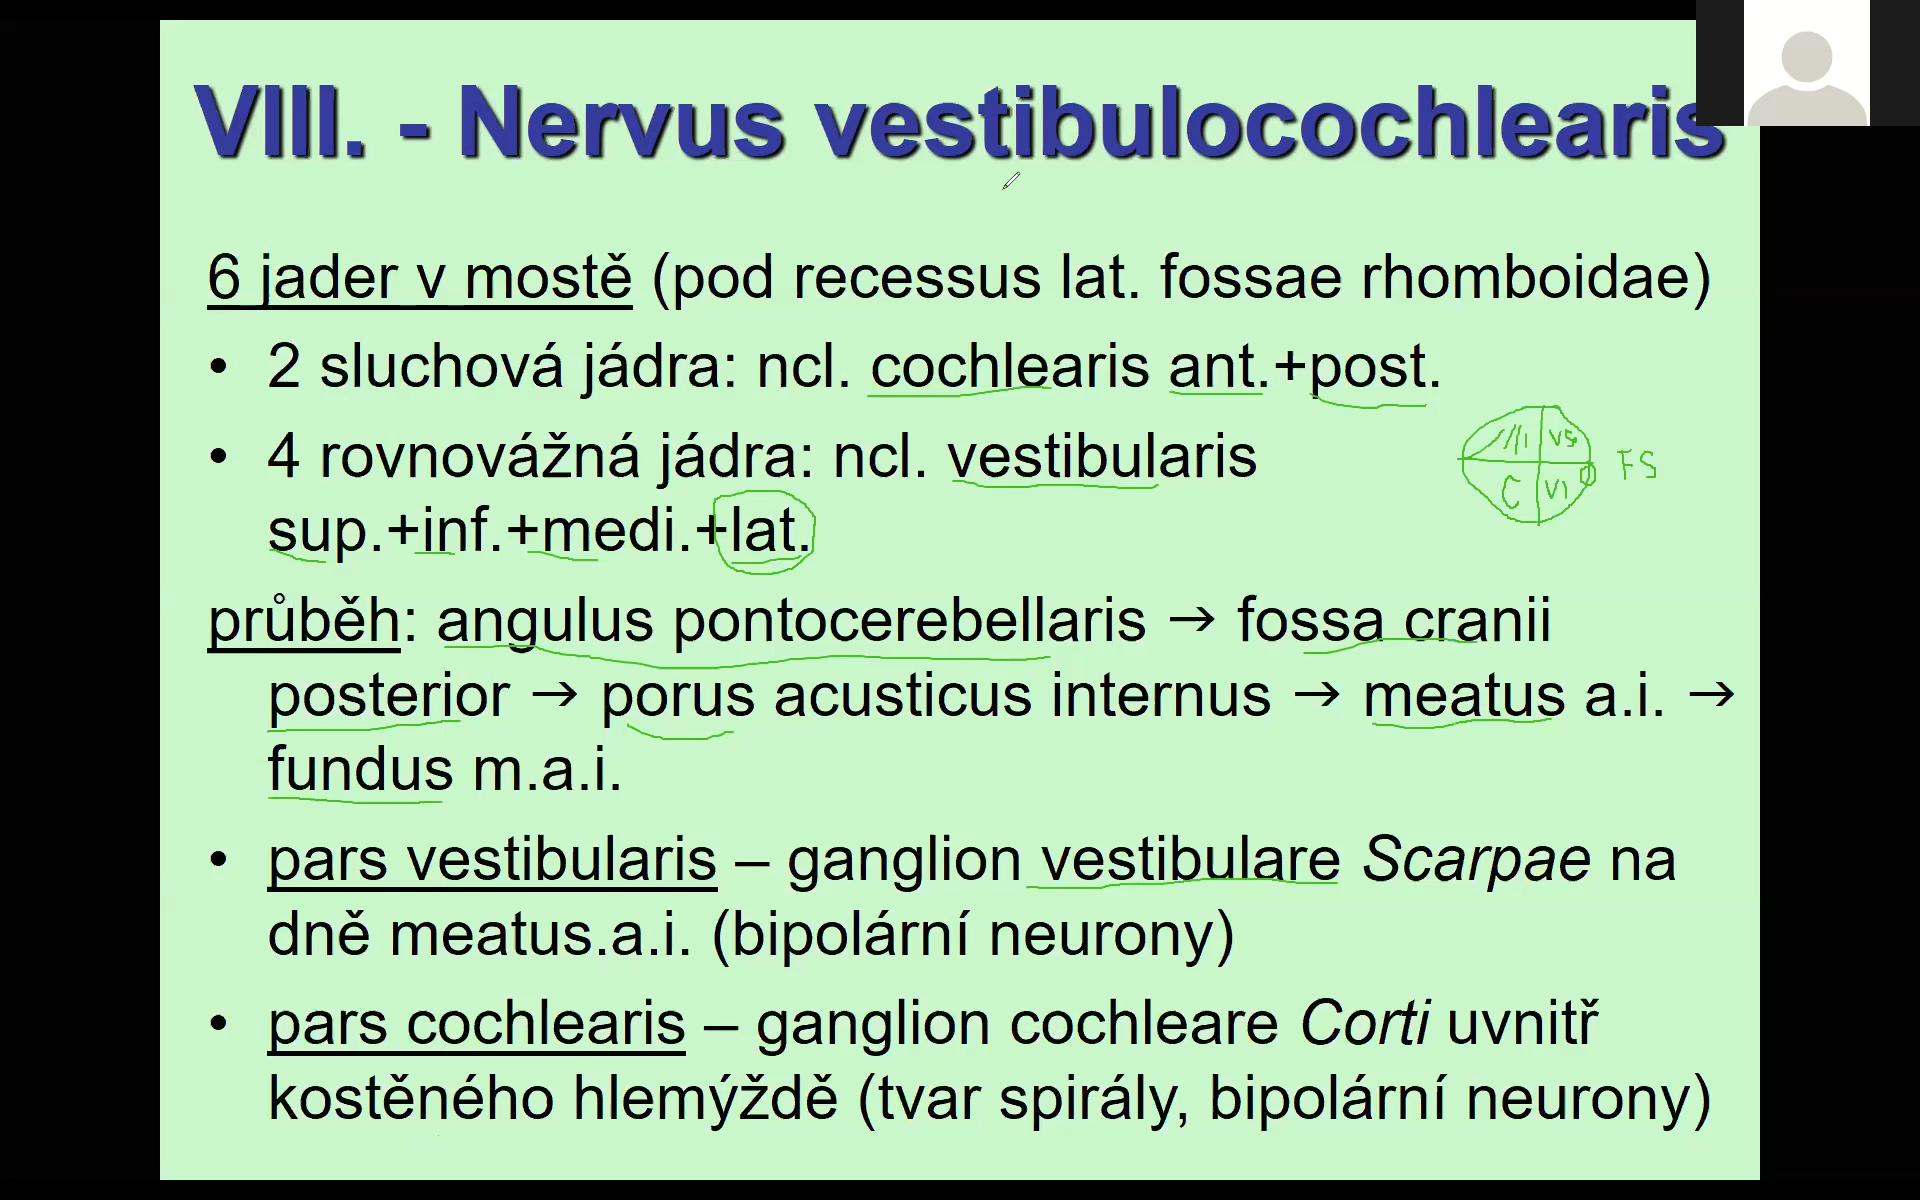 VIII. - Nervus vestibulocochlearis
6 jader v mostě (pod recessus lat. fossae rhomboidae)
• 2 sluchová jádra: ncl. cochlearis ant.+post.
• 4 rovnovážná jádra: ncl. vestibularis
sup.+inf.+medi.+lat.
VII VS
C VI
FS
průběh: angulus pontocerebellaris → fossa cranii
posterior → porus acusticus internus → meatus a.i. →
fundus m.a.i.
• pars vestibularis – ganglion vestibulare Scarpae na
dně meatus.a.i. (bipolární neurony)
• pars cochlearis – ganglion cochleare Corti uvnitř
kostěného hlemýždě (tvar spirály, bipolární neurony)